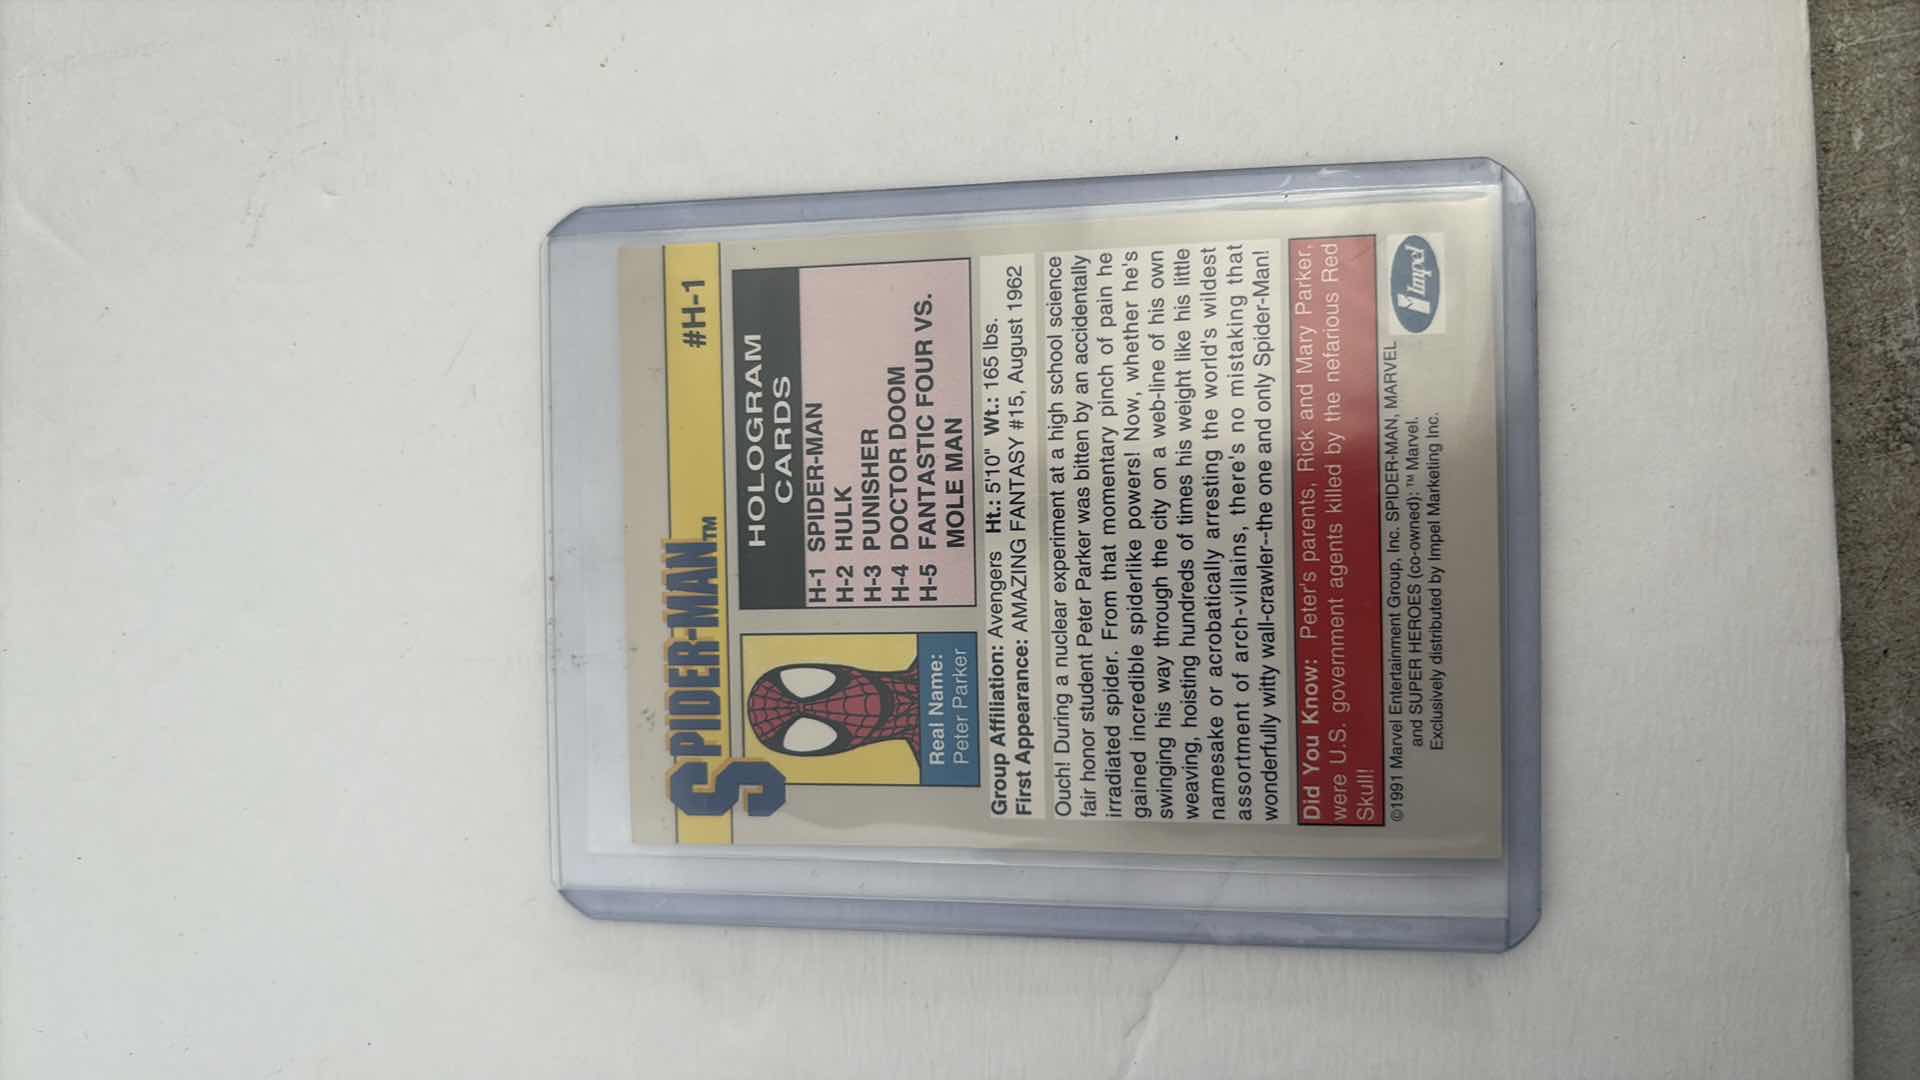 SPIDER-MAN™ #H-1
HOLOGRAM
CARDS
H-1 SPIDER-MAN
H-2 HULK
H-3 PUNISHER
H-4 DOCTOR DOOM
H-5 FANTASTIC FOUR VS.
MOLE MAN
Real Name:
Peter Parker
Group Affiliation: Avengers Ht.: 5'10" Wt.: 165 lbs.
First Appearance: AMAZING FANTASY #15, August 1962
Ouch! During a nuclear experiment at a high school science
fair honor student Peter Parker was bitten by an accidentally
irradiated spider. From that momentary pinch of pain he
gained incredible spiderlike powers! Now, whether he's
swinging his way through the city on a web-line of his own
weaving, hoisting hundreds of times his weight like his little
namesake or acrobatically arresting the world's wildest
assortment of arch-villains, there's no mistaking that
wonderfully witty wall-crawler--the one and only Spider-Man!
Did You Know: Peter's parents, Rick and Mary Parker,
were U.S. government agents killed by the nefarious Red
Skull!
©1991 Marvel Entertainment Group, Inc. SPIDER-MAN, MARVEL
and SUPER HEROES (co-owned): ™ Marvel.
Exclusively distributed by Impel Marketing Inc.
Impel